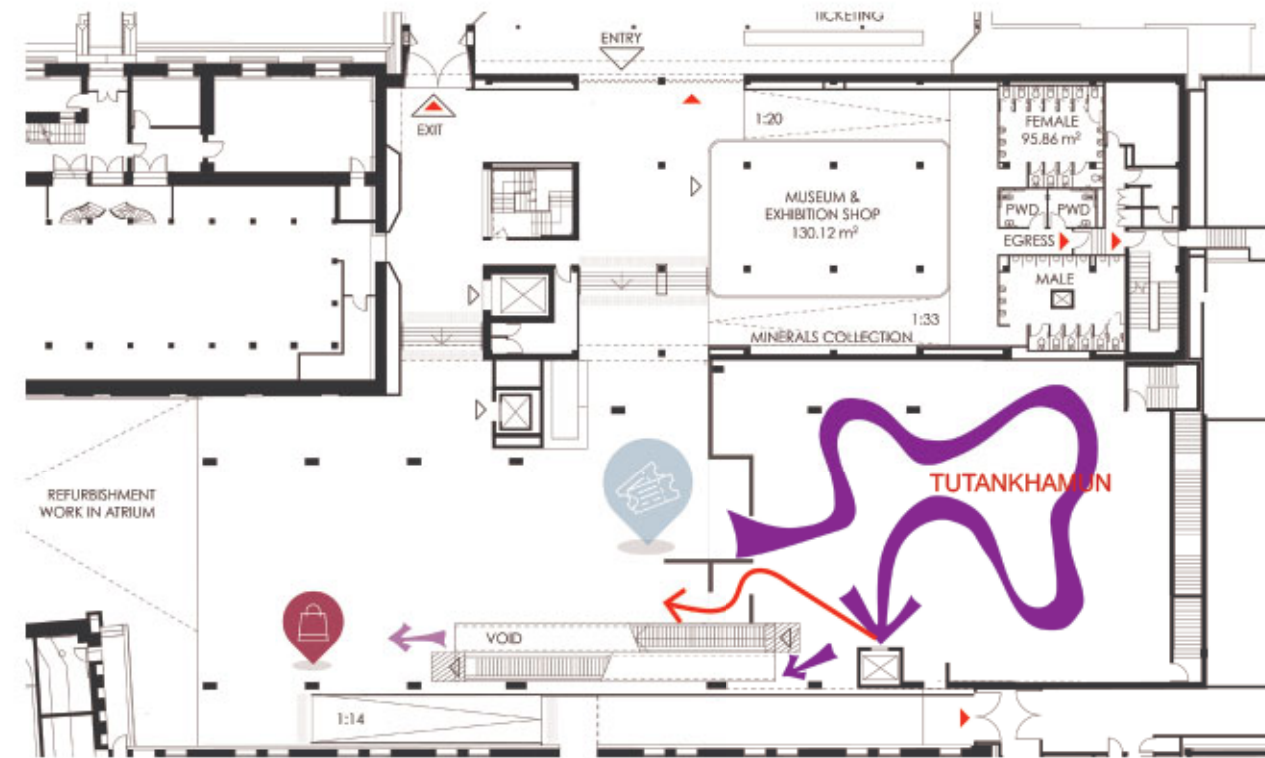 TICKETING
ENTRY
EXIT
1:20
FEMALE
95.86 m²
MUSEUM &
EXHIBITION SHOP
130.12 m²
PWD
PWD
EGRESS
MALE
1:33
MINERALS COLLECTION
TUTANKHAMUN
REFURBISHMENT
WORK IN ATRIUM
VOID
1:14